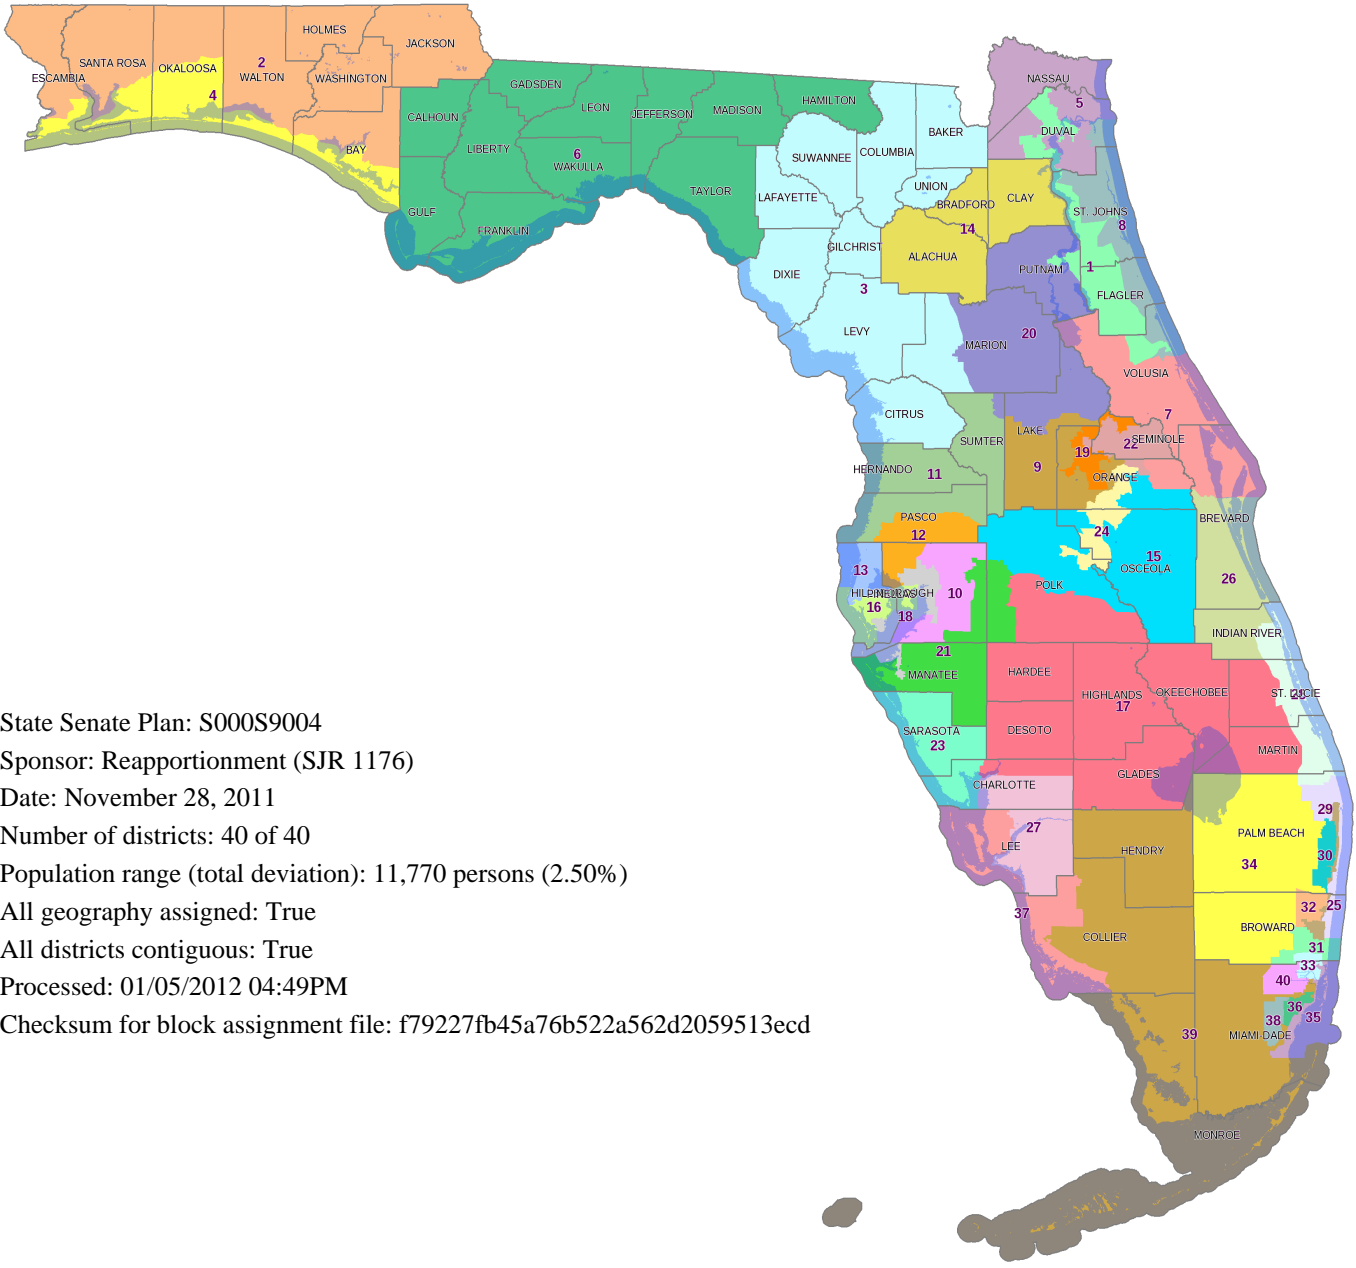 HOLMES
JACKSON
SANTA ROSA
OKALOOSA
2
WALTON
ESCAMBIA
WASHINGTON
4
BAY
GADSDEN
HAMILTON
LEON
JEFFERSON
MADISON
CALHOUN
LIBERTY
6
WAKULLA
TAYLOR
GULF
FRANKLIN
NASSAU
5
DUVAL
BAKER
COLUMBIA
SUWANNEE
UNION
LAFAYETTE
BRADFORD
CLAY
ST. JOHNS
8
14
GILCHRIST
ALACHUA
DIXIE
PUTNAM
1
3
FLAGLER
LEVY
20
MARION
VOLUSIA
7
CITRUS
LAKE
SUMTER
22
SEMINOLE
19
HERNANDO
11
9
ORANGE
PASCO
12
BREVARD
24
15
OSCEOLA
13
26
POLK
10
16
18
INDIAN RIVER
21
MANATEE
HARDEE
HIGHLANDS
17
OKEECHOBEE
ST. LUCIE
SARASOTA
23
DESOTO
MARTIN
GLADES
CHARLOTTE
27
LEE
HENDRY
29
PALM BEACH
30
34
37
32
25
COLLIER
BROWARD
31
33
40
36
35
38
39
MIAMI-DADE
MONROE
State Senate Plan: S000S9004
Sponsor: Reapportionment (SJR 1176)
Date: November 28, 2011
Number of districts: 40 of 40
Population range (total deviation): 11,770 persons (2.50%)
All geography assigned: True
All districts contiguous: True
Processed: 01/05/2012 04:49PM
Checksum for block assignment file: f79227fb45a76b522a562d2059513ecd